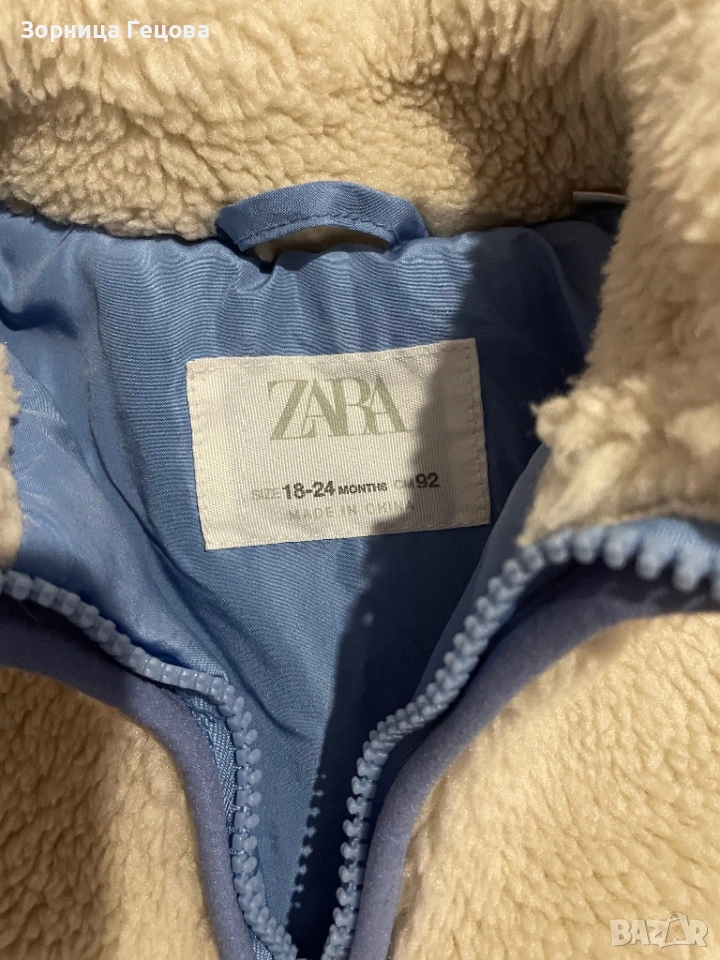 Зорница Гецова
ZARA
SIZE 18-24 MONTHS CM 92
MADE IN CHINA
BAZAR